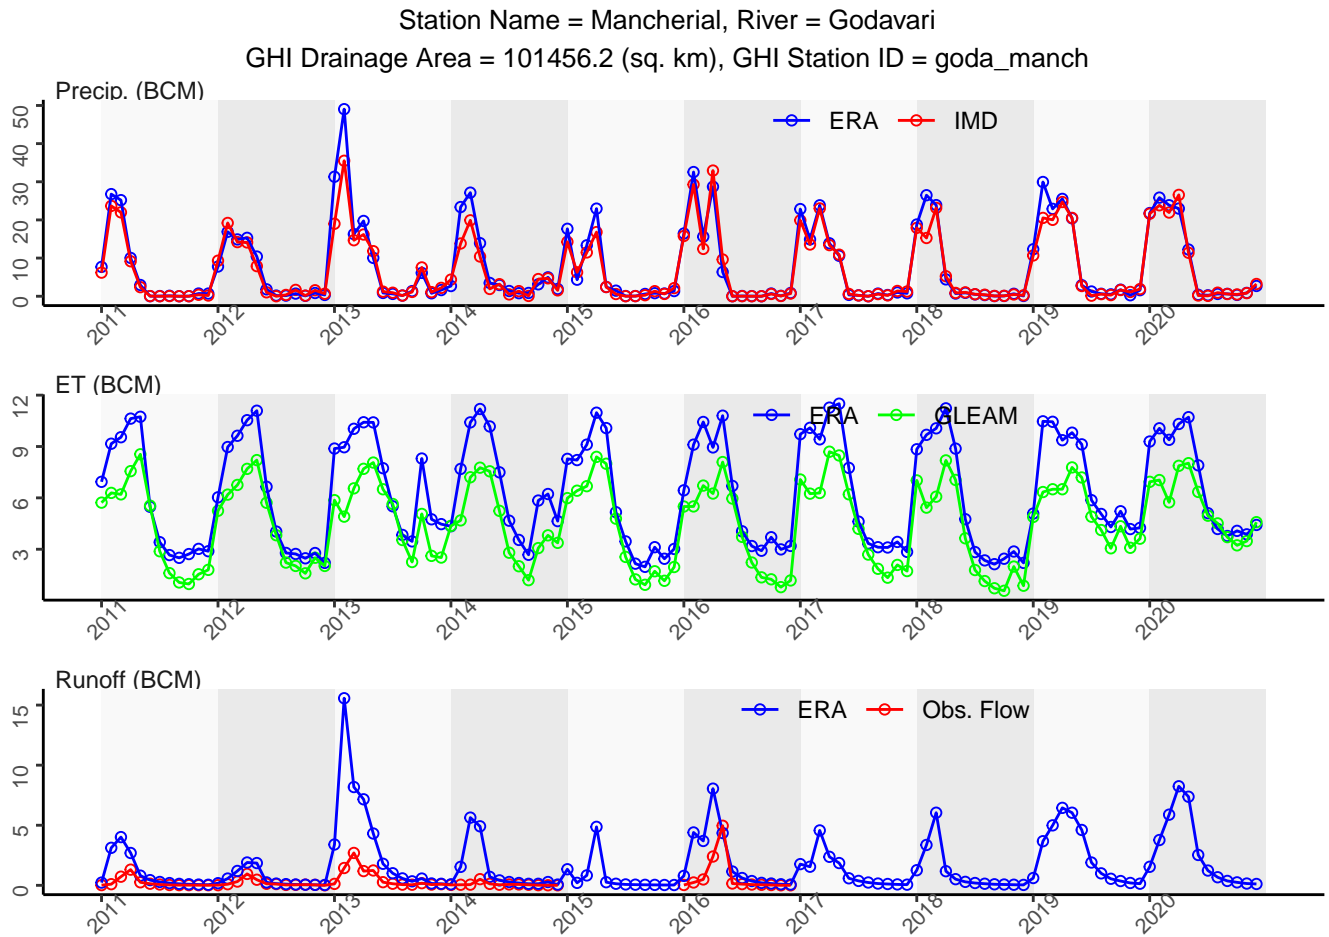 Station Name = Mancherial, River = Godavari
GHI Drainage Area = 101456.2 (sq. km), GHI Station ID = goda_manch
Precip. (BCM)
ERA IMD
50
40
30
20
10
0
2011 2012 2013 2014 2015 2016 2017 2018 2019 2020
ET (BCM)
ERA GLEAM
12
9
6
3
2011 2012 2013 2014 2015 2016 2017 2018 2019 2020
Runoff (BCM)
ERA Obs. Flow
15
10
5
0
2011 2012 2013 2014 2015 2016 2017 2018 2019 2020